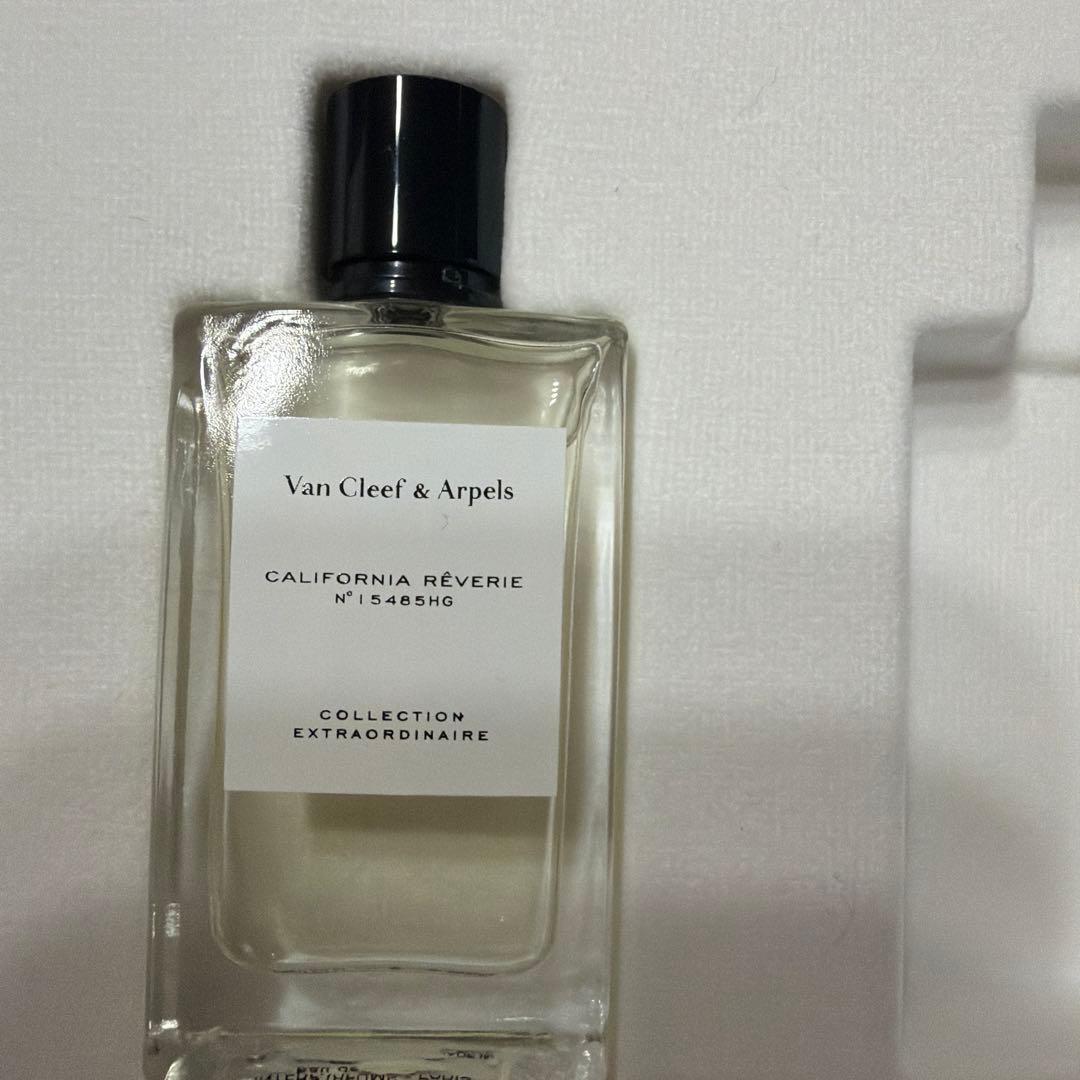 Van Cleef & Arpels
CALIFORNIA RÊVERIE
N° 15485HG
COLLECTION
EXTRAORDINAIRE